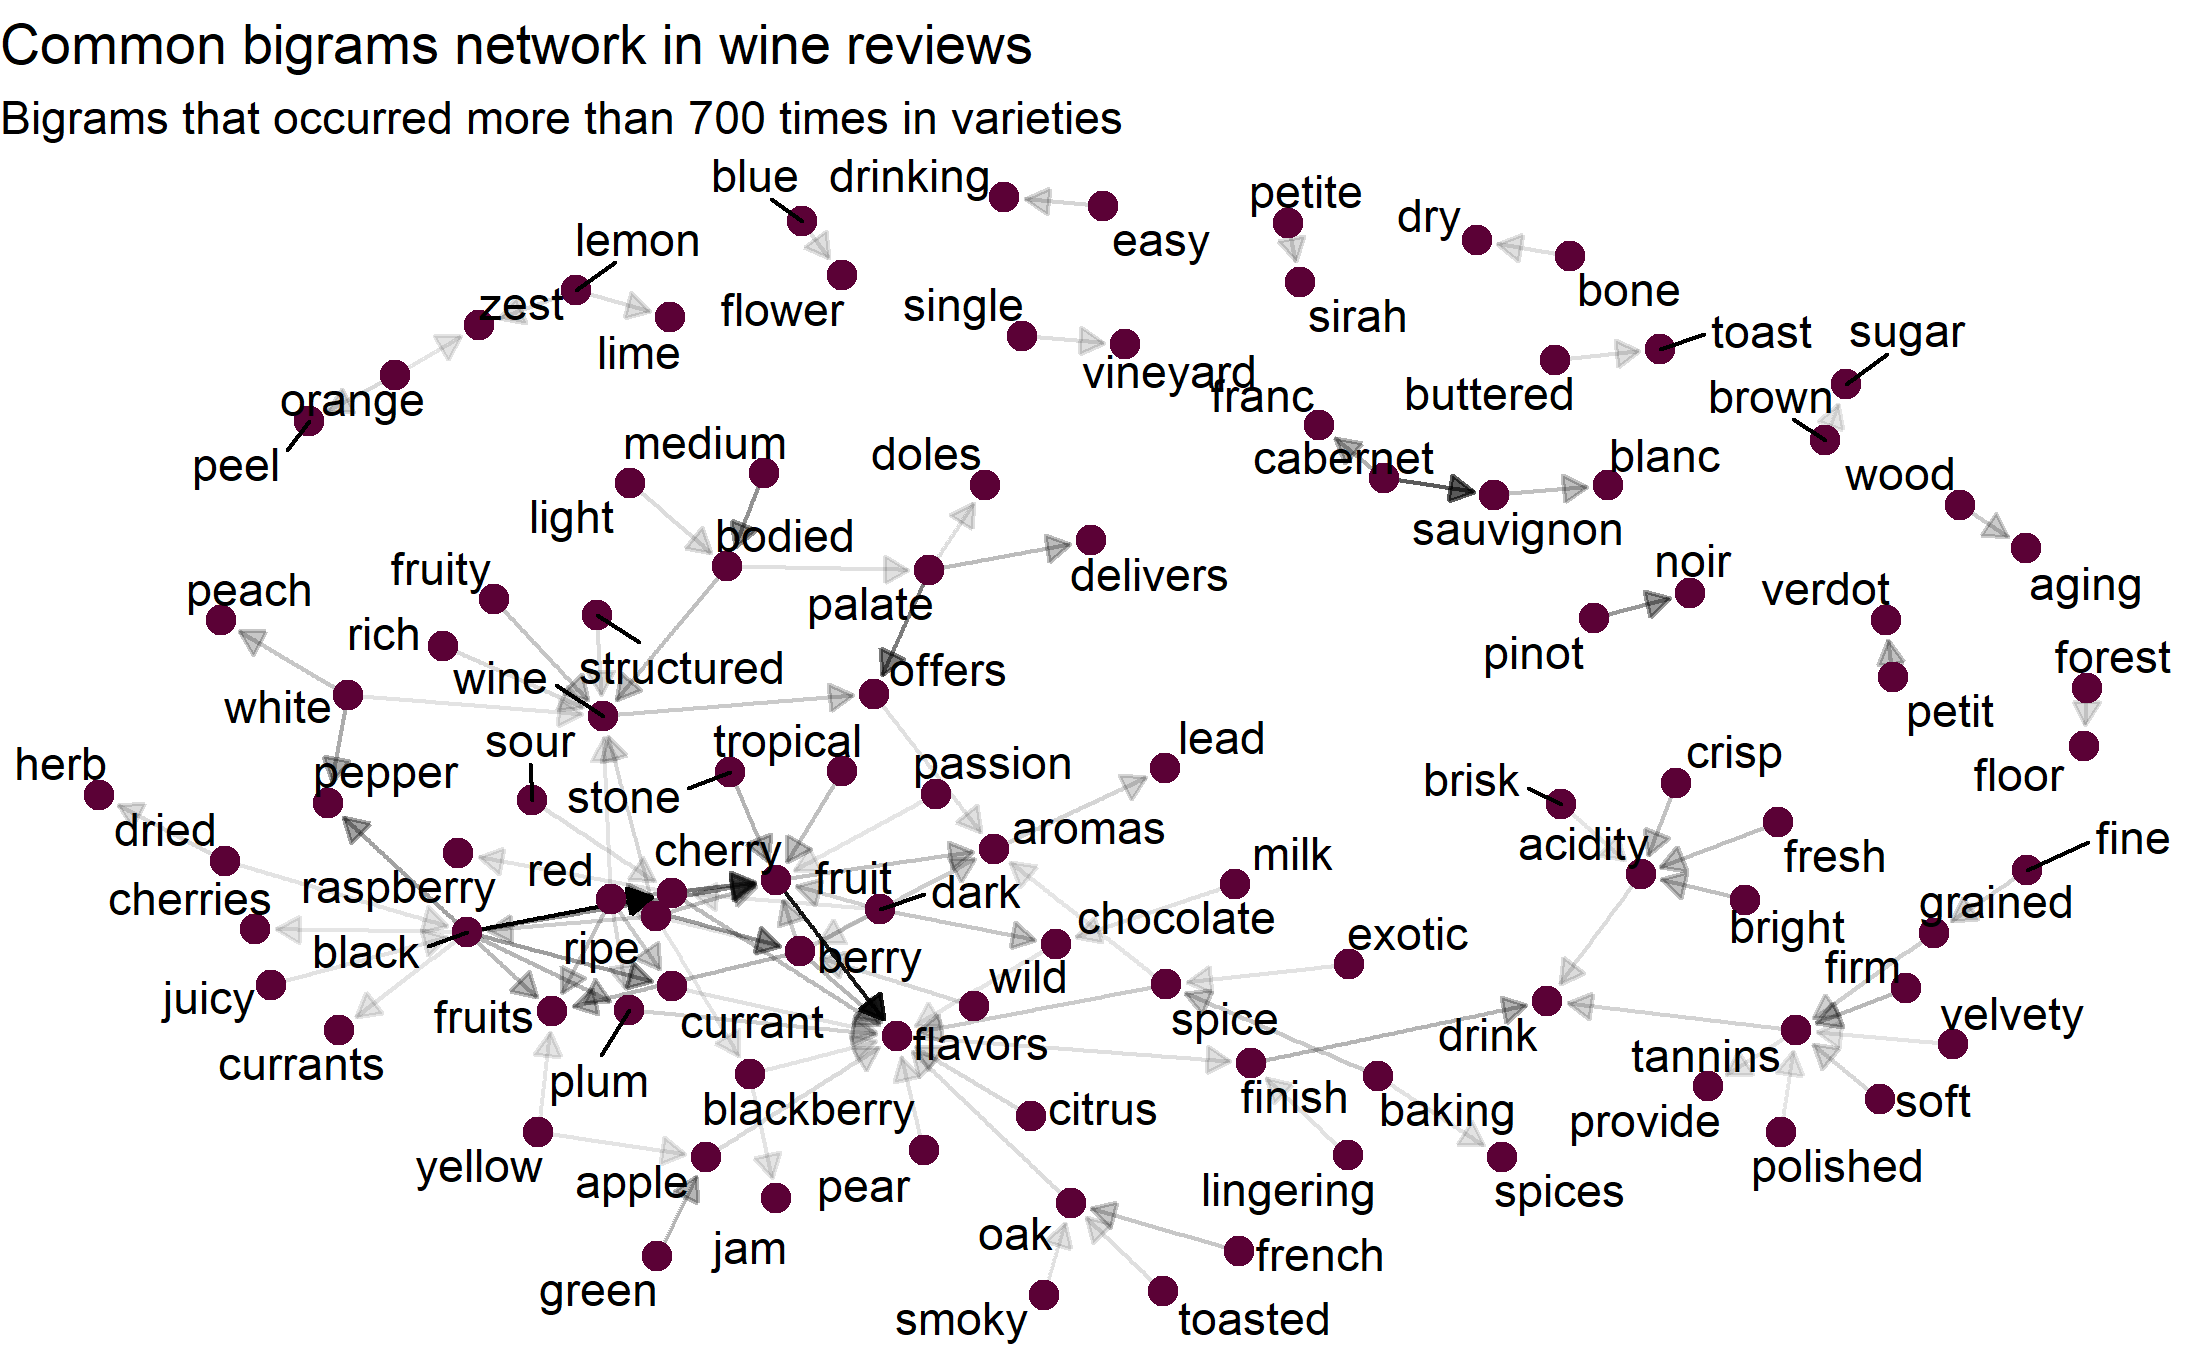 Common bigrams network in wine reviews
Bigrams that occurred more than 700 times in varieties
blue
drinking
petite
dry
easy
lemon
bone
zest
flower
single
sirah
lime
toast
sugar
vineyard
orange
franc
buttered
brown
peel
medium
doles
cabernet
blanc
wood
light
bodied
sauvignon
fruity
delivers
noir
aging
peach
palate
verdot
rich
structured
pinot
forest
wine
offers
white
petit
sour
tropical
lead
crisp
herb
pepper
stone
passion
brisk
floor
dried
cherry
aromas
acidity
fine
red
milk
fresh
raspberry
fruit
dark
cherries
chocolate
grained
black
ripe
berry
exotic
bright
juicy
wild
firm
fruits
currant
spice
velvety
currants
flavors
drink
tannins
plum
blackberry
citrus
finish
baking
provide
soft
yellow
apple
pear
lingering
spices
polished
jam
oak
french
green
smoky
toasted